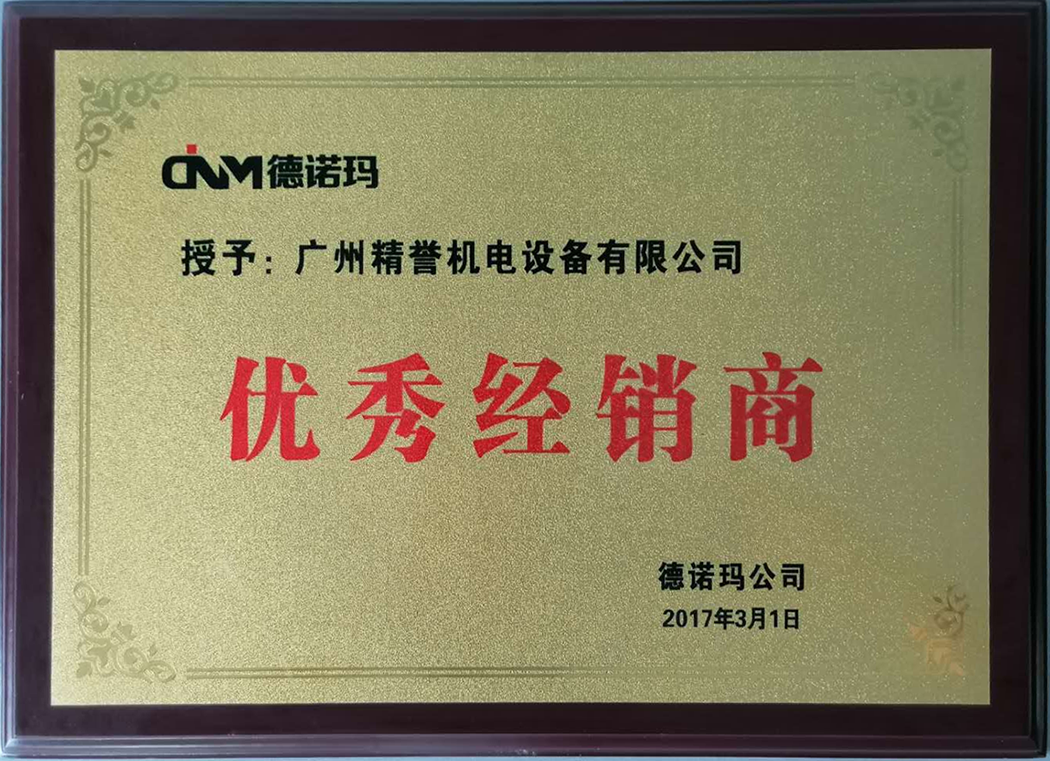 DNM德诺玛
授予：广州精誉机电设备有限公司
优秀经销商
德诺玛公司
2017年3月1日